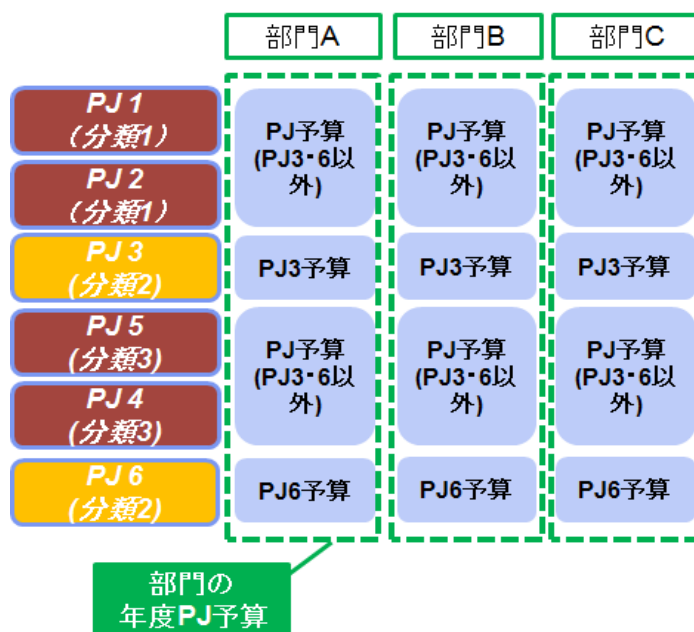 部門A
部門B
部門C
PJ 1
(分類1)
PJ予算
(PJ3・6以
外)
PJ予算
(PJ3・6以
外)
PJ予算
(PJ3・6以
外)
PJ 2
(分類1)
PJ 3
(分類2)
PJ3予算
PJ3予算
PJ3予算
PJ 5
(分類3)
PJ予算
(PJ3・6以
外)
PJ予算
(PJ3・6以
外)
PJ予算
(PJ3・6以
外)
PJ 4
(分類3)
PJ 6
(分類2)
PJ6予算
PJ6予算
PJ6予算
部門の
年度PJ予算